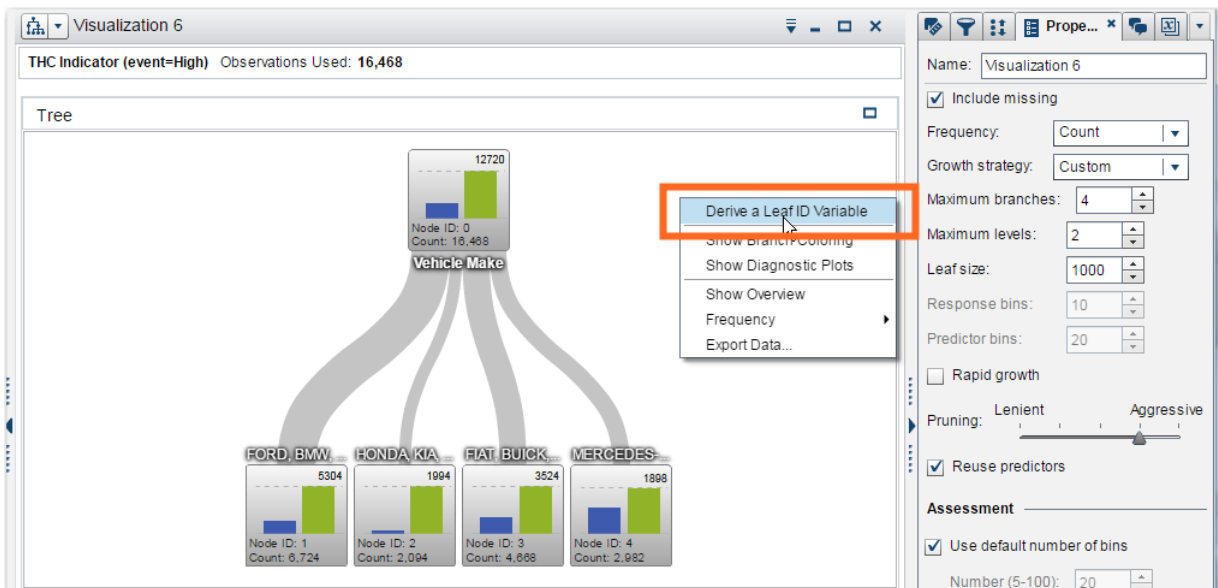 Visualization 6
Prope...
THC Indicator (event=High) Observations Used: 16,468
Name: Visualization 6
Include missing
Tree
Frequency: Count
Growth strategy: Custom
Maximum branches: 4
Maximum levels: 2
Leaf size: 1000
Response bins: 10
Predictor bins: 20
Rapid growth
Lenient Aggressive
Pruning:
Reuse predictors
Assessment
Use default number of bins
Number (5-100): 20
12720
Node ID: 0
Count: 16,468
Vehicle Make
Derive a Leaf ID Variable
Show Branch Coloring
Show Diagnostic Plots
Show Overview
Frequency
Export Data...
FORD, BMW, ...
5304
Node ID: 1
Count: 6,724
HONDA, KIA, ...
1994
Node ID: 2
Count: 2,094
FIAT, BUICK,...
3524
Node ID: 3
Count: 4,668
MERCEDES-...
1898
Node ID: 4
Count: 2,982